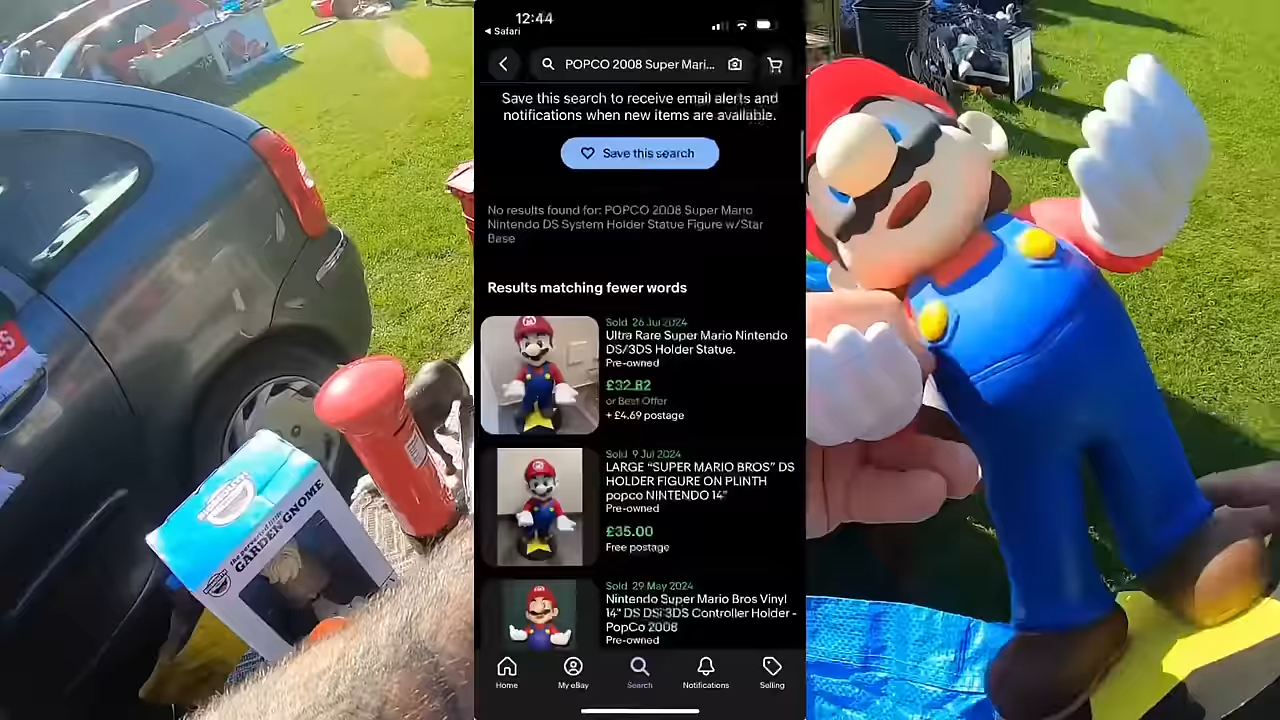 12:44
Safari
POPCO 2008 Super Mari...
Save this search to receive email alerts and
notifications when new items are available.
Save this search
No results found for: POPCO 2008 Super Mario
Nintendo DS System Holder Statue Figure w/Star
Base
Results matching fewer words
Sold 26 Jul 2024
Ultra Rare Super Mario Nintendo
DS/3DS Holder Statue.
Pre-owned
£32.82
or Best Offer
+ £4.69 postage
Sold 9 Jul 2024
LARGE “SUPER MARIO BROS” DS
HOLDER FIGURE ON PLINTH
popco NINTENDO 14"
Pre-owned
£35.00
Free postage
Sold 29 May 2024
Nintendo Super Mario Bros Vinyl
14" DS DSi 3DS Controller Holder -
PopCo 2008
Pre-owned
Home
My eBay
Search
Notifications
Selling
GARDEN GNOME